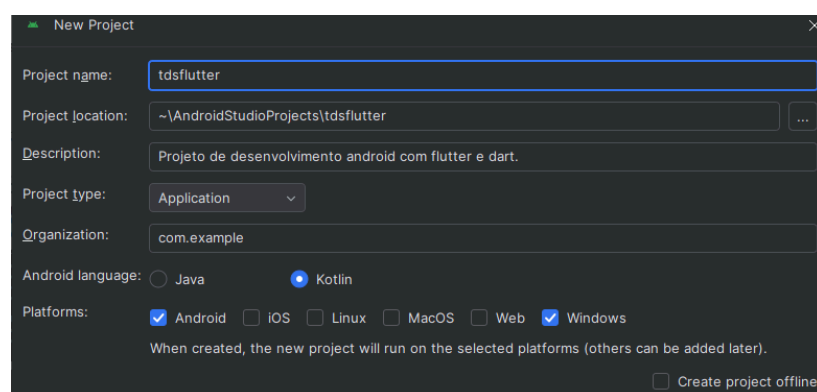 New Project
Project name: tdsflutter
Project location: ~\AndroidStudioProjects\tdsflutter ...
Description: Projeto de desenvolvimento android com flutter e dart.
Project type: Application
Organization: com.example
Android language: Java Kotlin
Platforms: Android iOS Linux MacOS Web Windows
When created, the new project will run on the selected platforms (others can be added later).
Create project offline